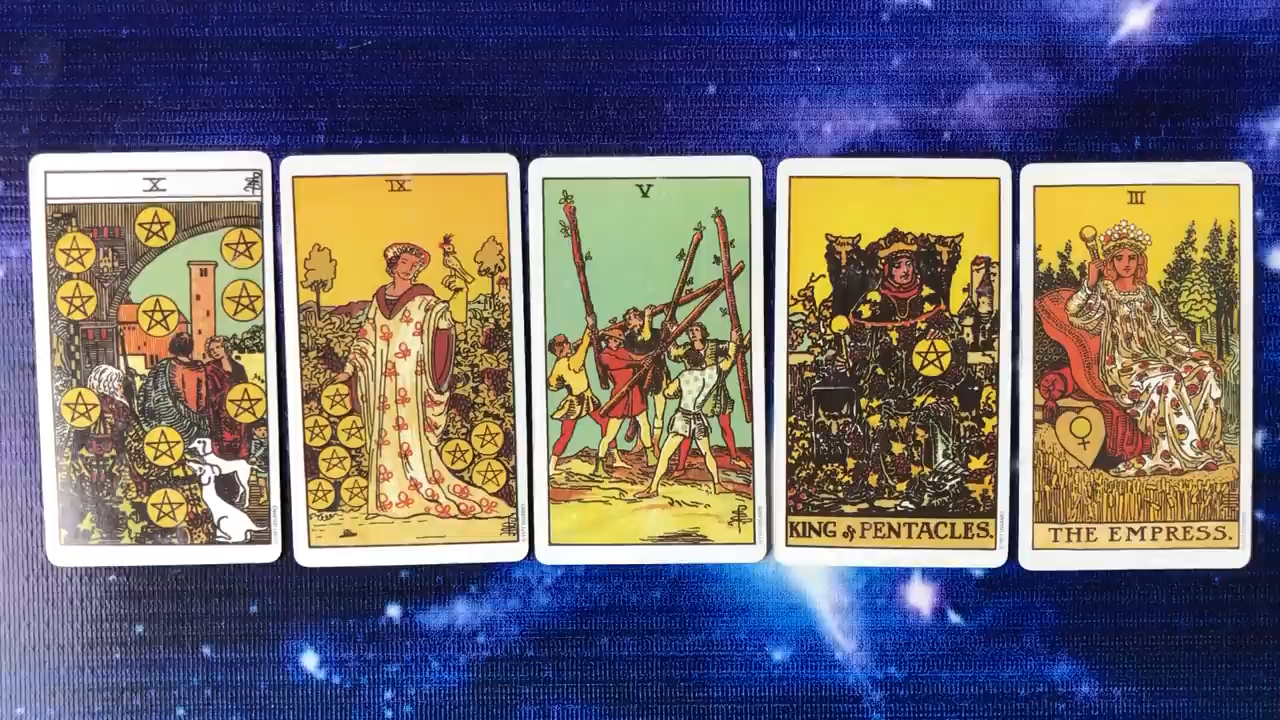 X
IX
V
KING of PENTACLES.
III
THE EMPRESS.